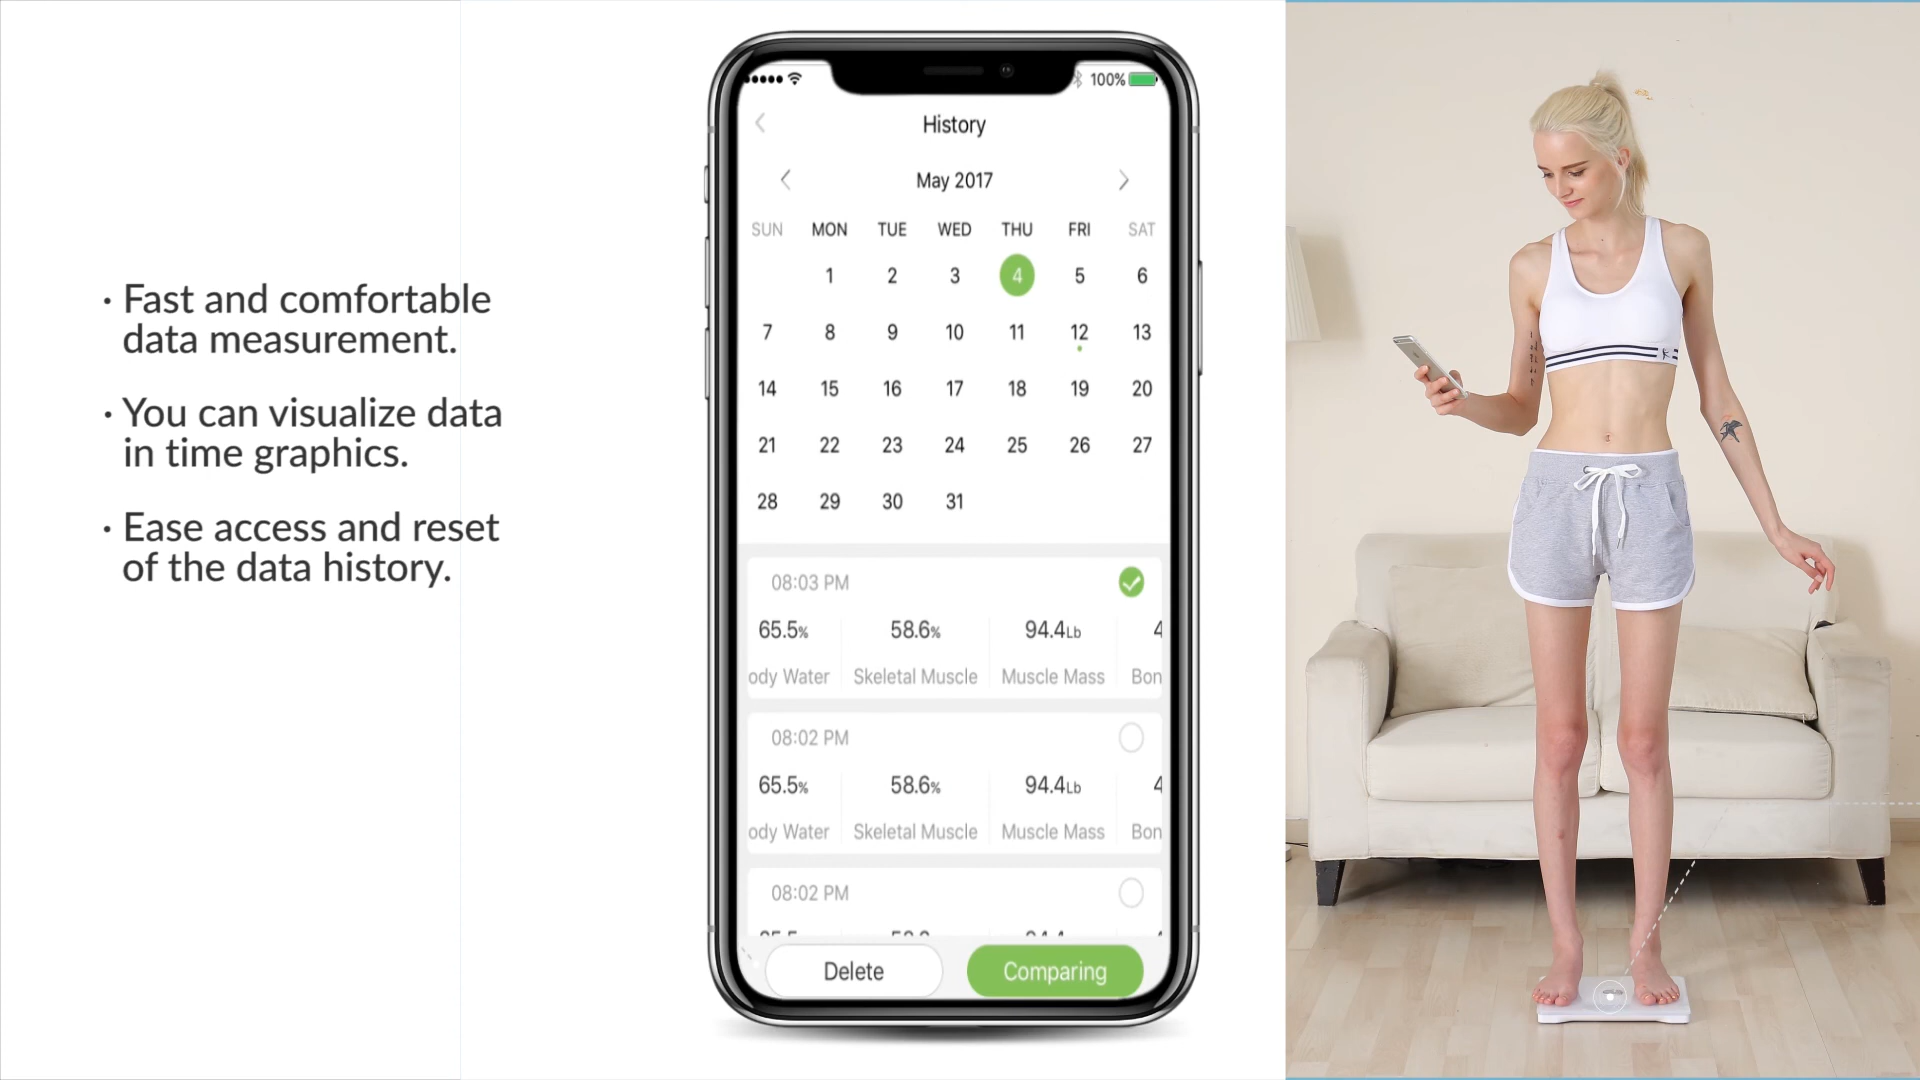 · Fast and comfortable
data measurement.
· You can visualize data
in time graphics.
· Ease access and reset
of the data history.
100%
History
May 2017
SUN MON TUE WED THU FRI SAT
1 2 3 4 5 6
7 8 9 10 11 12 13
14 15 16 17 18 19 20
21 22 23 24 25 26 27
28 29 30 31
08:03 PM
65.5% 58.6% 94.4Lb 4
ody Water Skeletal Muscle Muscle Mass Bon
08:02 PM
65.5% 58.6% 94.4Lb 4
ody Water Skeletal Muscle Muscle Mass Bon
08:02 PM
Delete Comparing